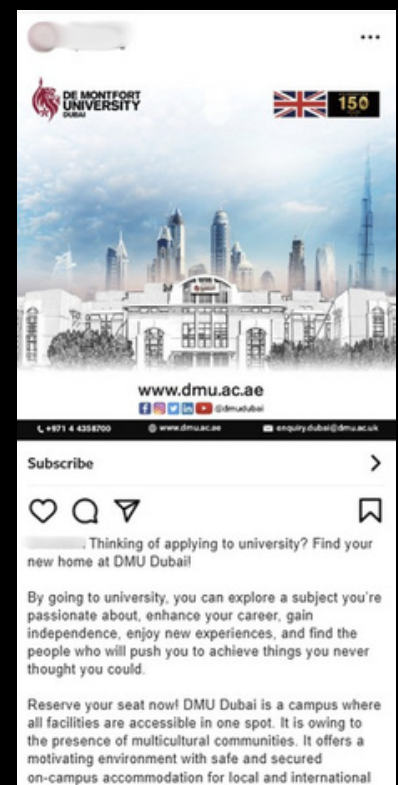 DE MONTFORT
UNIVERSITY
DUBAI
150
www.dmu.ac.ae
@dmudubai
+971 4 4358700
www.dmu.ac.ae
enquiry.dubai@dmu.ac.uk
Subscribe
. Thinking of applying to university? Find your
new home at DMU Dubai!
By going to university, you can explore a subject you're
passionate about, enhance your career, gain
independence, enjoy new experiences, and find the
people who will push you to achieve things you never
thought you could.
Reserve your seat now! DMU Dubai is a campus where
all facilities are accessible in one spot. It is owing to
the presence of multicultural communities. It offers a
motivating environment with safe and secured
on-campus accommodation for local and international